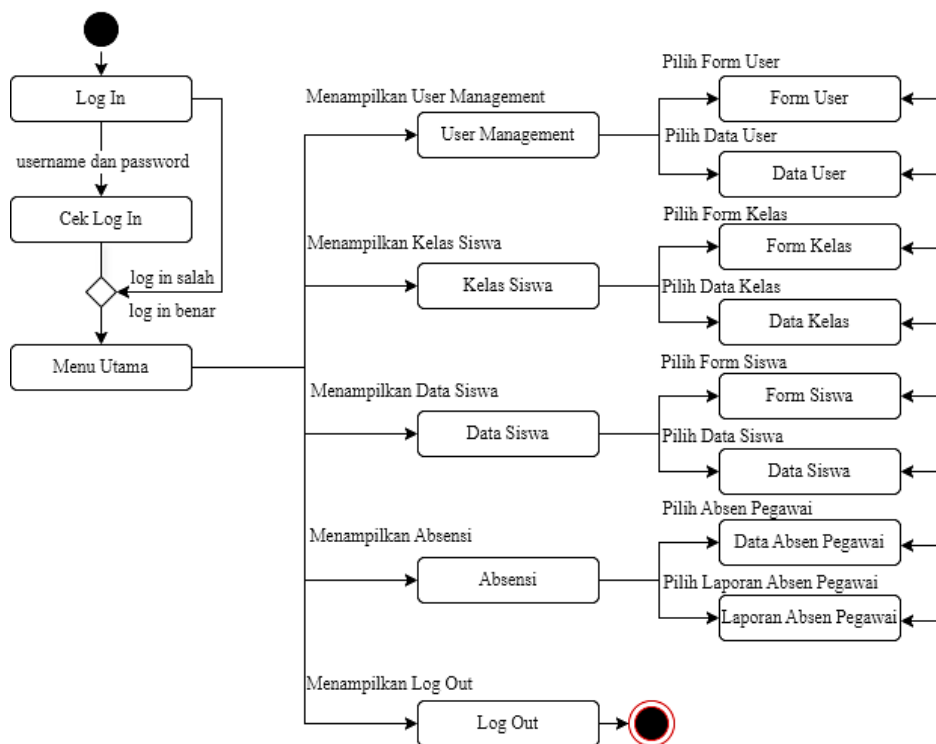 Log In
username dan password
Cek Log In
log in salah
log in benar
Menu Utama
Menampilkan User Management
User Management
Pilih Form User
Form User
Pilih Data User
Data User
Menampilkan Kelas Siswa
Kelas Siswa
Pilih Form Kelas
Form Kelas
Pilih Data Kelas
Data Kelas
Menampilkan Data Siswa
Data Siswa
Pilih Form Siswa
Form Siswa
Pilih Data Siswa
Data Siswa
Menampilkan Absensi
Absensi
Pilih Absen Pegawai
Data Absen Pegawai
Pilih Laporan Absen Pegawai
Laporan Absen Pegawai
Menampilkan Log Out
Log Out